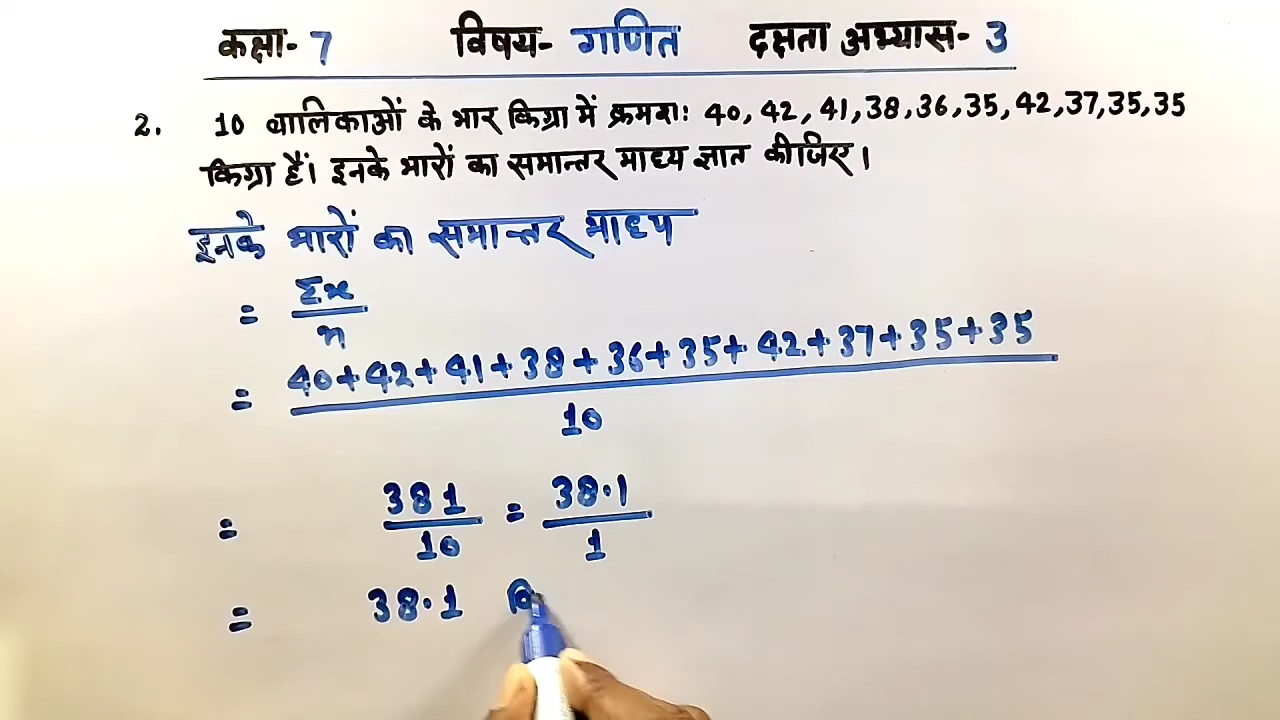 कक्षा- 7 विषय- गणित दक्षता अभ्यास- 3
2. 10 बालिकाओं के भार किग्रा में क्रमशः 40, 42, 41, 38, 36, 35, 42, 37, 35, 35
किग्रा हैं। इनके भारों का समान्तर माध्य ज्ञात कीजिए।
इनके भारों का समान्तर माध्य
= Σx/n
= 40+42+41+38+36+35+42+37+35+35/10
= 381/10 = 38.1/1
= 38.1